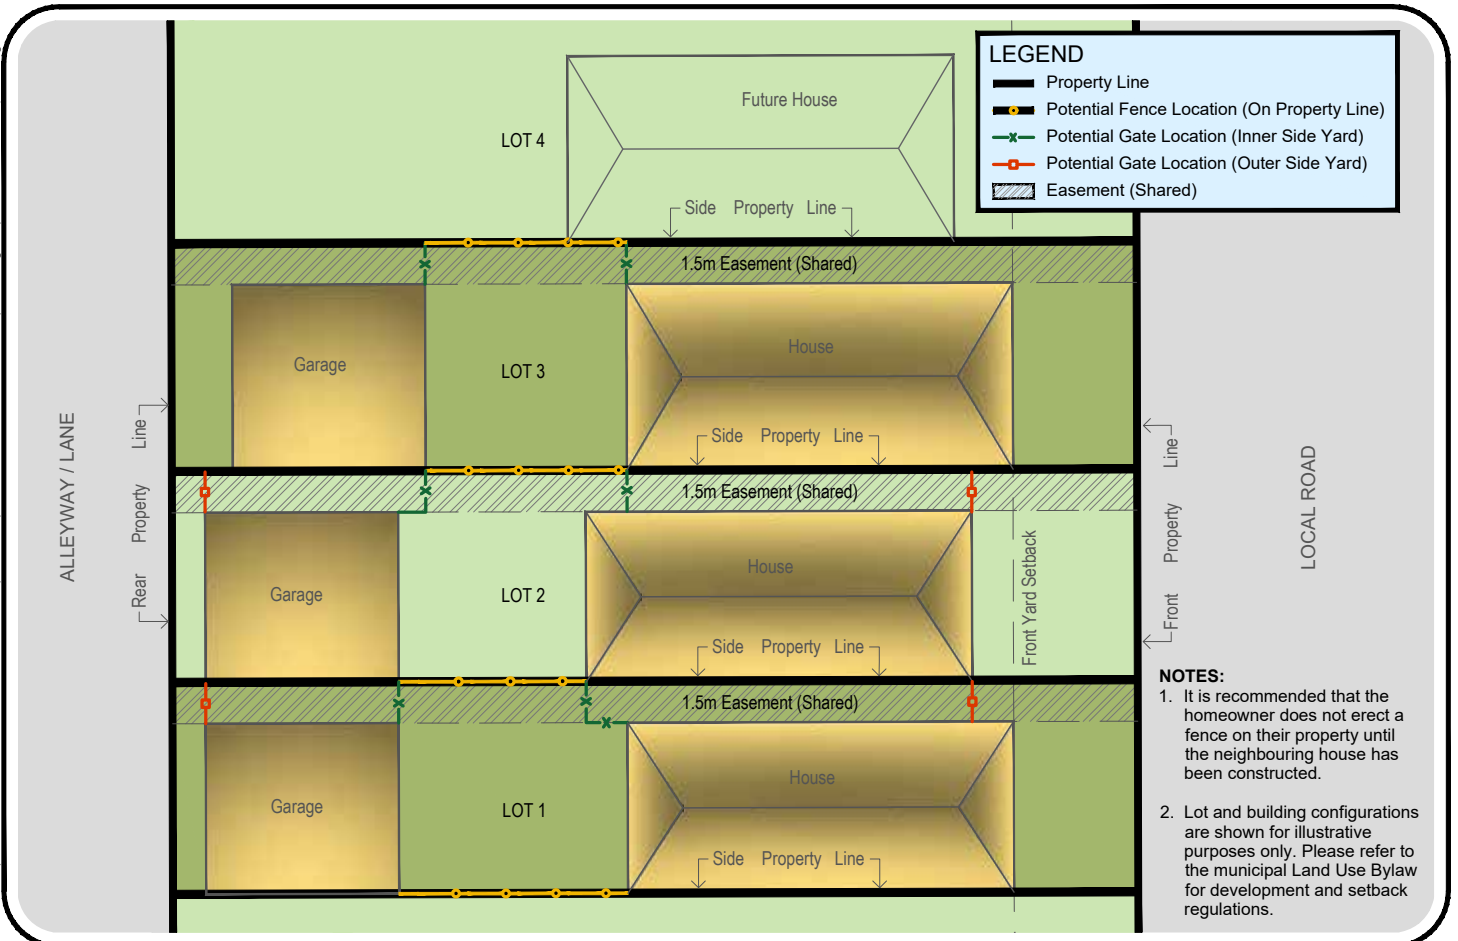 LEGEND
Property Line
Potential Fence Location (On Property Line)
Potential Gate Location (Inner Side Yard)
Potential Gate Location (Outer Side Yard)
Easement (Shared)
Future House
LOT 4
Side Property Line
1.5m Easement (Shared)
Garage
LOT 3
House
Side Property Line
1.5m Easement (Shared)
Garage
LOT 2
House
Side Property Line
1.5m Easement (Shared)
Garage
LOT 1
House
Side Property Line
ALLEYWAY / LANE
Rear Property Line
Front Yard Setback
Front Property Line
LOCAL ROAD
NOTES:
1. It is recommended that the
homeowner does not erect a
fence on their property until
the neighbouring house has
been constructed.
2. Lot and building configurations
are shown for illustrative
purposes only. Please refer to
the municipal Land Use Bylaw
for development and setback
regulations.